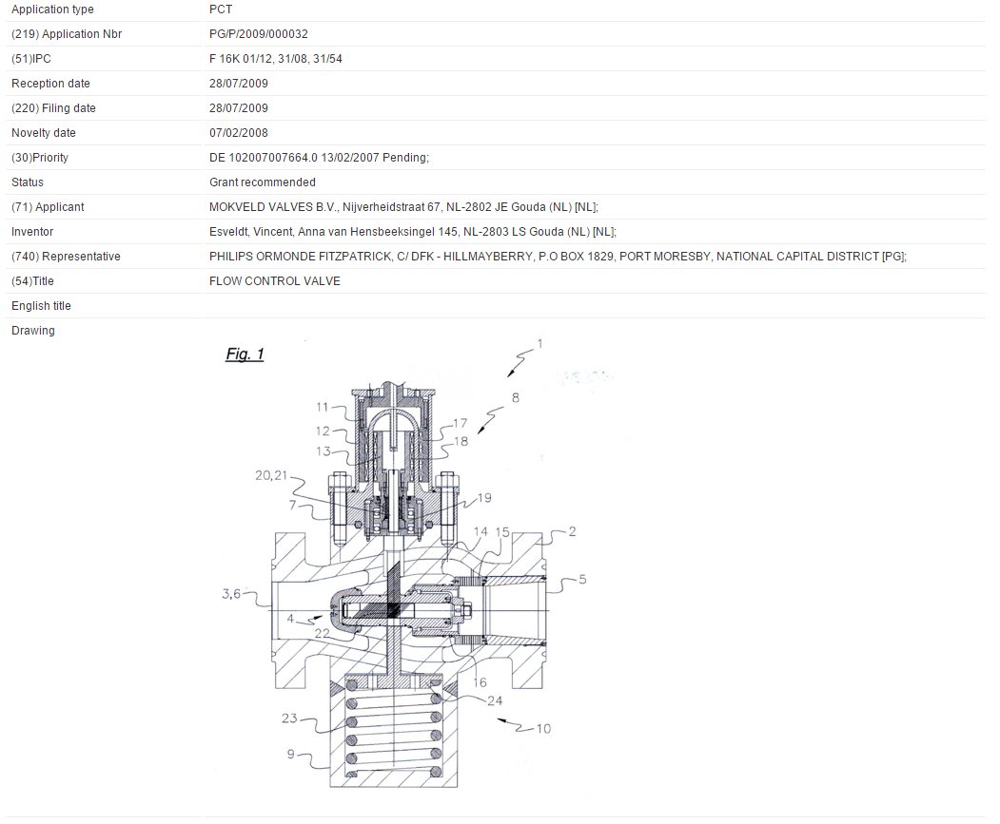 Application type PCT
(219) Application Nbr PG/P/2009/000032
(51)IPC F 16K 01/12, 31/08, 31/54
Reception date 28/07/2009
(220) Filing date 28/07/2009
Novelty date 07/02/2008
(30)Priority DE 102007007664.0 13/02/2007 Pending;
Status Grant recommended
(71) Applicant MOKVELD VALVES B.V., Nijverheidstraat 67, NL-2802 JE Gouda (NL) [NL];
Inventor Esveldt, Vincent, Anna van Hensbeeksingel 145, NL-2803 LS Gouda (NL) [NL];
(740) Representative PHILIPS ORMONDE FITZPATRICK, C/ DFK - HILLMAYBERRY, P.O BOX 1829, PORT MORESBY, NATIONAL CAPITAL DISTRICT [PG];
(54)Title FLOW CONTROL VALVE
English title
Drawing
Fig. 1
1
8
11
17
12
18
13
20,21
19
7
14 15 2
5
3,6
4
22
16
24
23
10
9